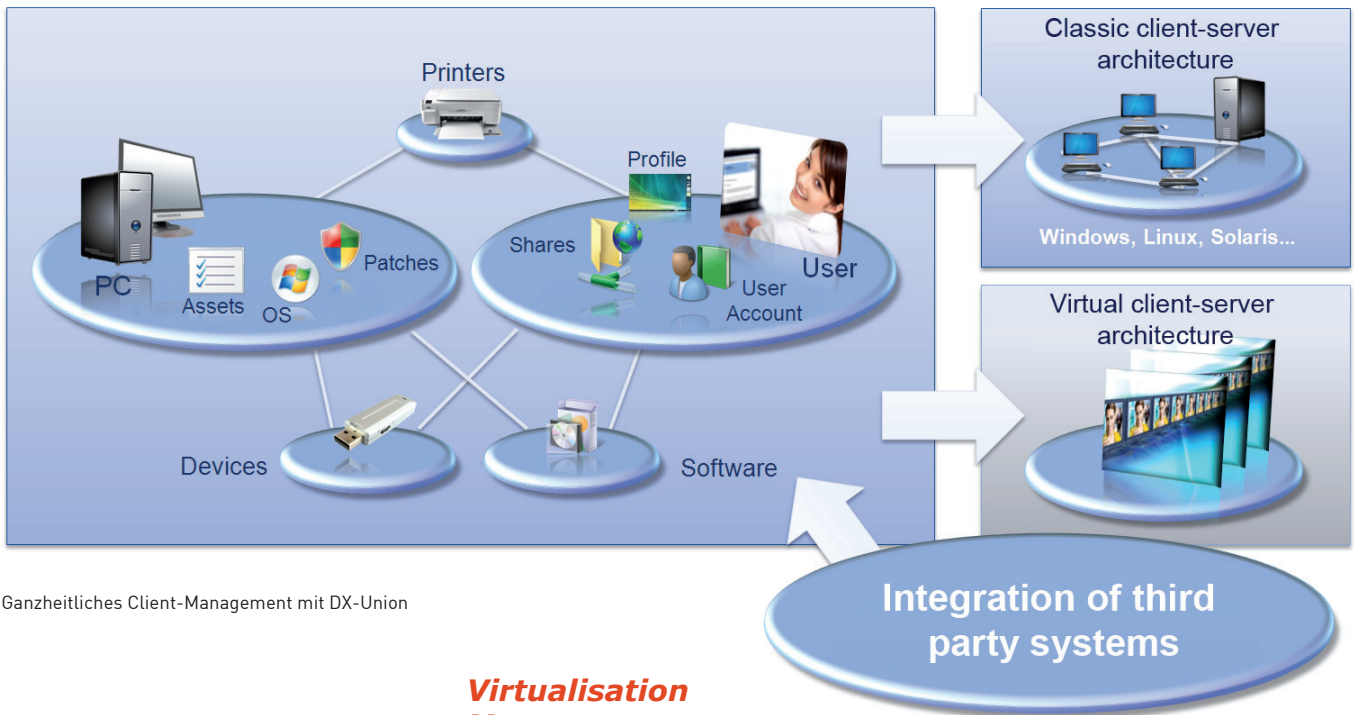 Printers
Profile
Shares
User
User
Account
PC
Assets
OS
Patches
Devices
Software
Classic client-server
architecture
Windows, Linux, Solaris...
Virtual client-server
architecture
Integration of third
party systems
Ganzheitliches Client-Management mit DX-Union
Virtualisation